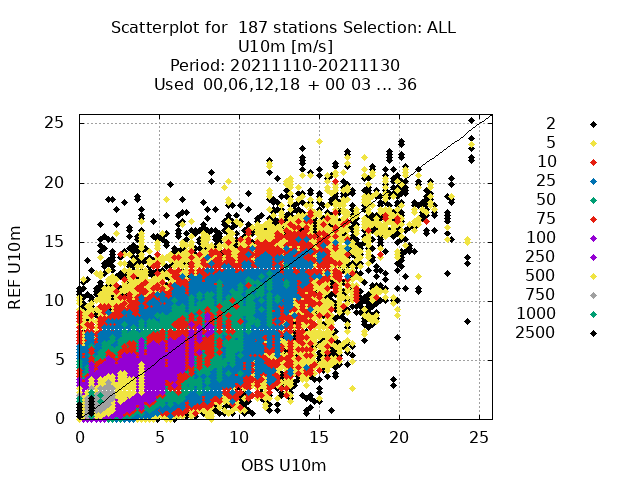 Scatterplot for  187 stations Selection: ALL
U10m [m/s]
Period: 20211110-20211130
Used  00,06,12,18  + 00 03 ... 36
REF U10m
25
20
15
10
5
0
0 5 10 15 20 25
OBS U10m
2
5
10
25
50
75
100
250
500
750
1000
2500